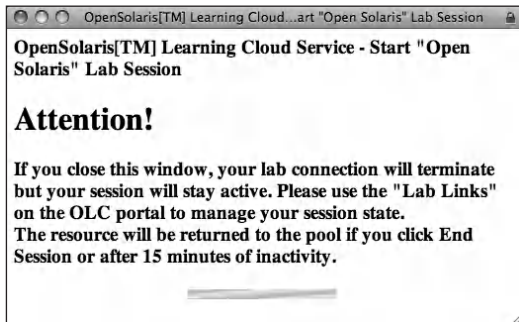 OpenSolaris[TM] Learning Cloud...art "Open Solaris" Lab Session
OpenSolaris[TM] Learning Cloud Service - Start "Open
Solaris" Lab Session
Attention!
If you close this window, your lab connection will terminate
but your session will stay active. Please use the "Lab Links"
on the OLC portal to manage your session state.
The resource will be returned to the pool if you click End
Session or after 15 minutes of inactivity.